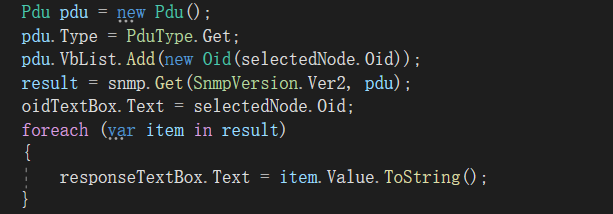 Pdu pdu = new Pdu();
pdu.Type = PduType.Get;
pdu.VbList.Add(new Oid(selectedNode.Oid));
result = snmp.Get(SnmpVersion.Ver2, pdu);
oidTextBox.Text = selectedNode.Oid;
foreach (var item in result)
{
    responseTextBox.Text = item.Value.ToString();
}